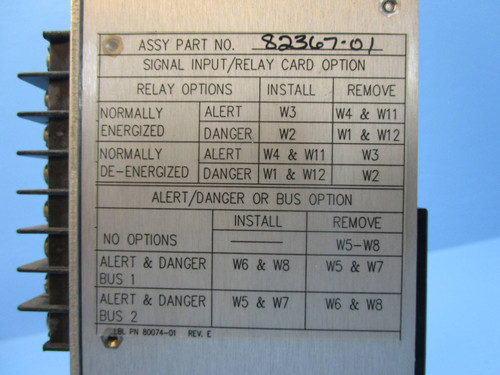 ASSY PART NO. 82367-01
SIGNAL INPUT/RELAY CARD OPTION
RELAY OPTIONS INSTALL REMOVE
NORMALLY ENERGIZED ALERT W3 W4 & W11
DANGER W2 W1 & W12
NORMALLY DE-ENERGIZED ALERT W4 & W11 W3
DANGER W1 & W12 W2
ALERT/DANGER OR BUS OPTION
INSTALL REMOVE
NO OPTIONS ——— W5-W8
ALERT & DANGER BUS 1 W6 & W8 W5 & W7
ALERT & DANGER BUS 2 W5 & W7 W6 & W8
LBL PN 80074-01 REV. E